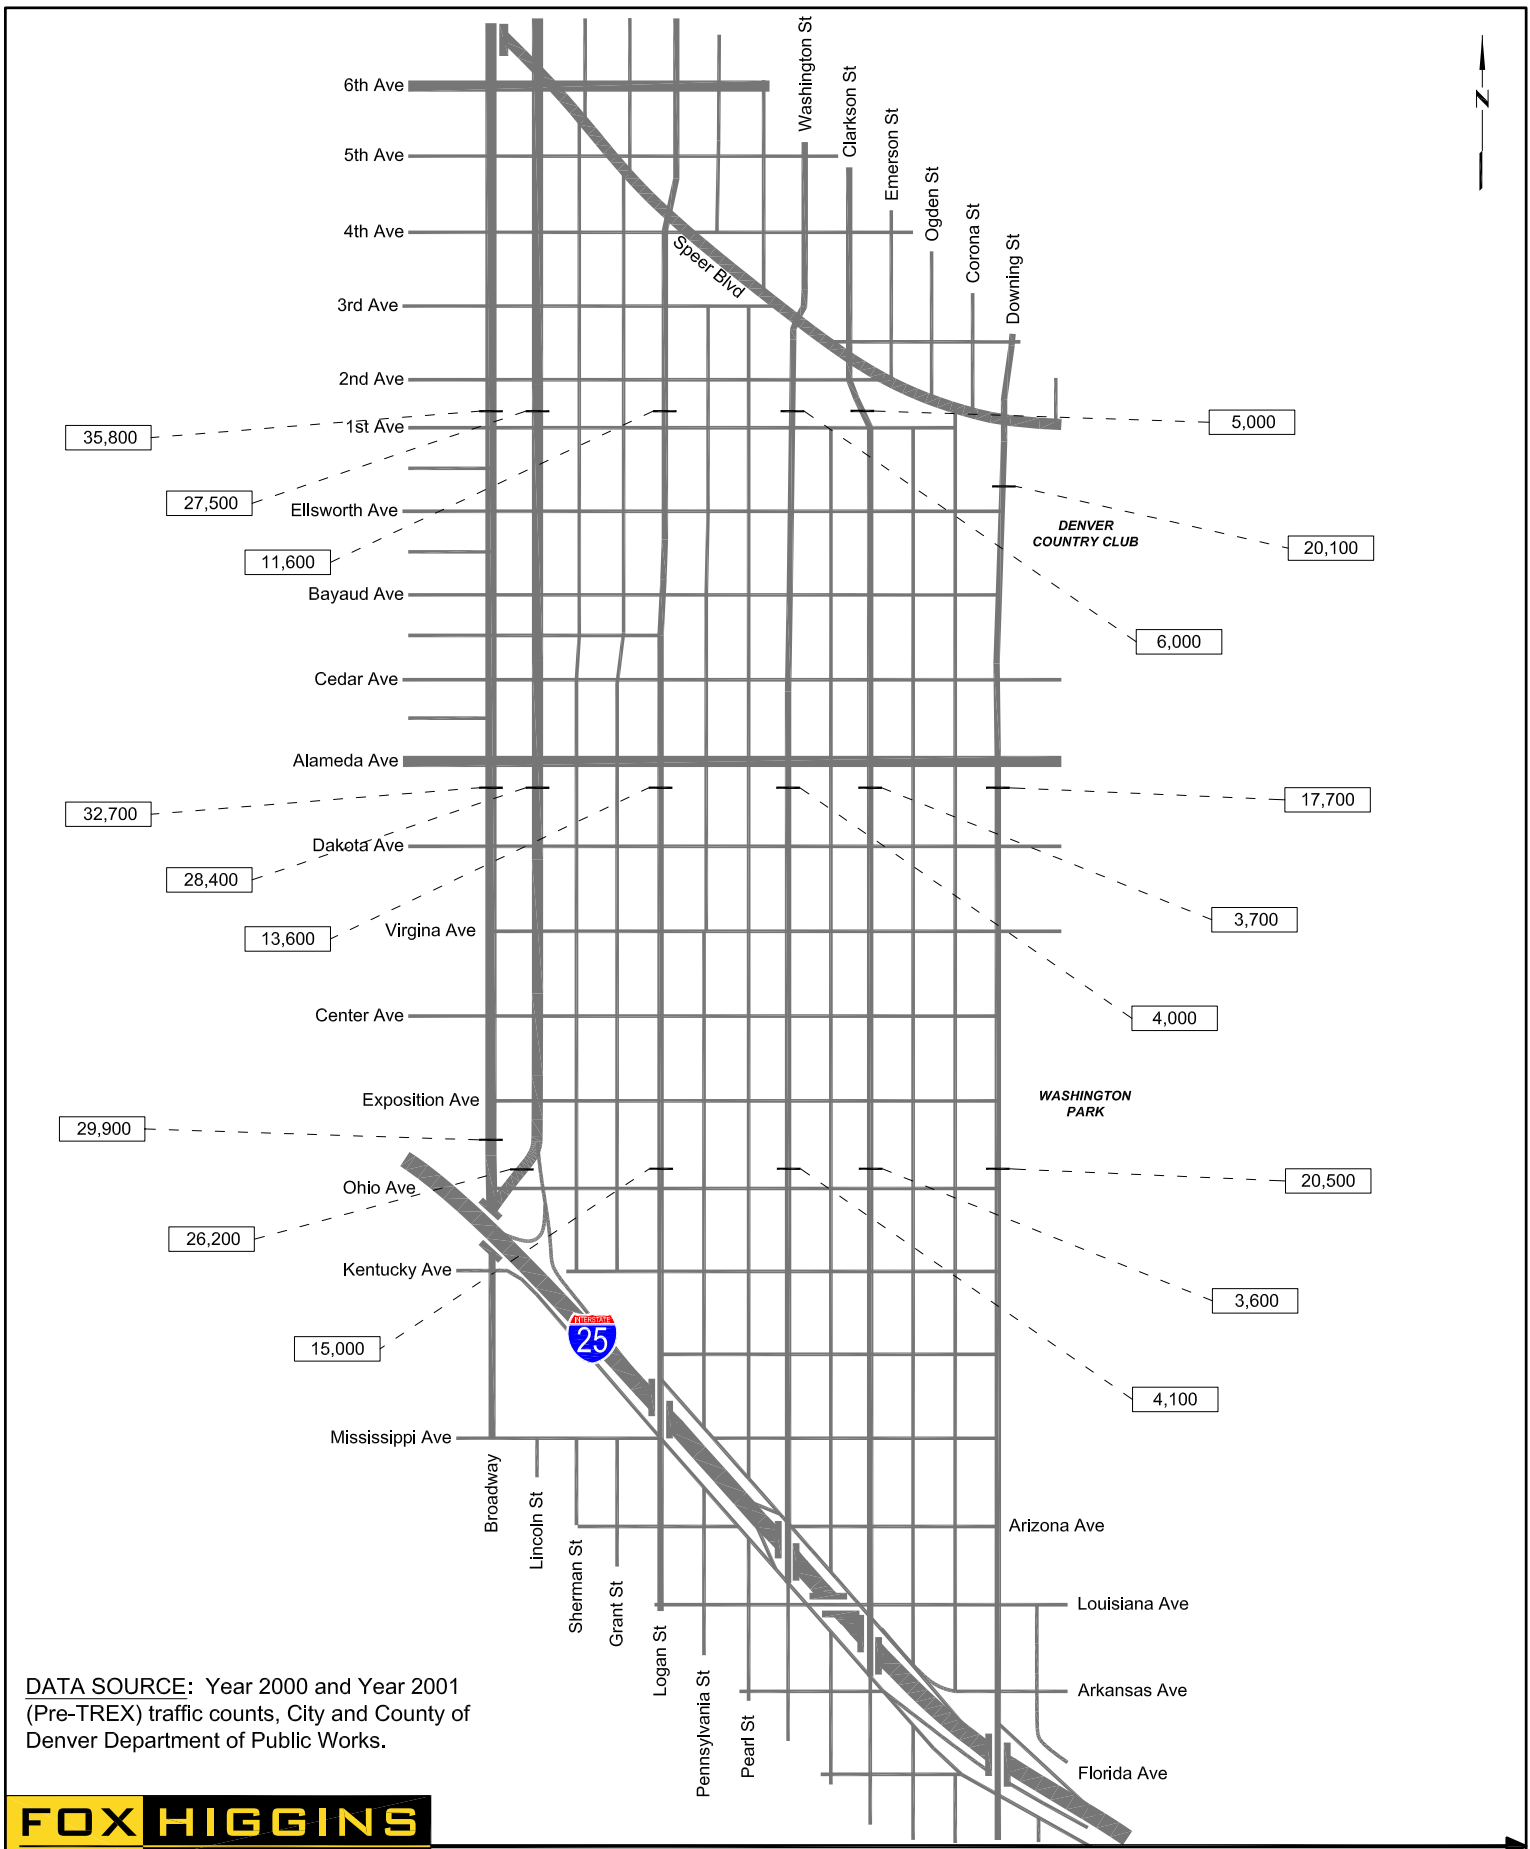 Washington St
Clarkson St
Emerson St
Ogden St
Corona St
Downing St
N
6th Ave
5th Ave
4th Ave
Speer Blvd
3rd Ave
2nd Ave
1st Ave
35,800
5,000
27,500
Ellsworth Ave
DENVER
COUNTRY CLUB
20,100
11,600
Bayaud Ave
6,000
Cedar Ave
Alameda Ave
32,700
17,700
Dakota Ave
28,400
3,700
13,600
Virgina Ave
Center Ave
4,000
Exposition Ave
WASHINGTON
PARK
29,900
Ohio Ave
20,500
26,200
Kentucky Ave
3,600
INTERSTATE
25
15,000
4,100
Mississippi Ave
Broadway
Lincoln St
Sherman St
Grant St
Logan St
Pennsylvania St
Pearl St
Arizona Ave
Louisiana Ave
Arkansas Ave
Florida Ave
DATA SOURCE: Year 2000 and Year 2001
(Pre-TREX) traffic counts, City and County of
Denver Department of Public Works.
FOX HIGGINS